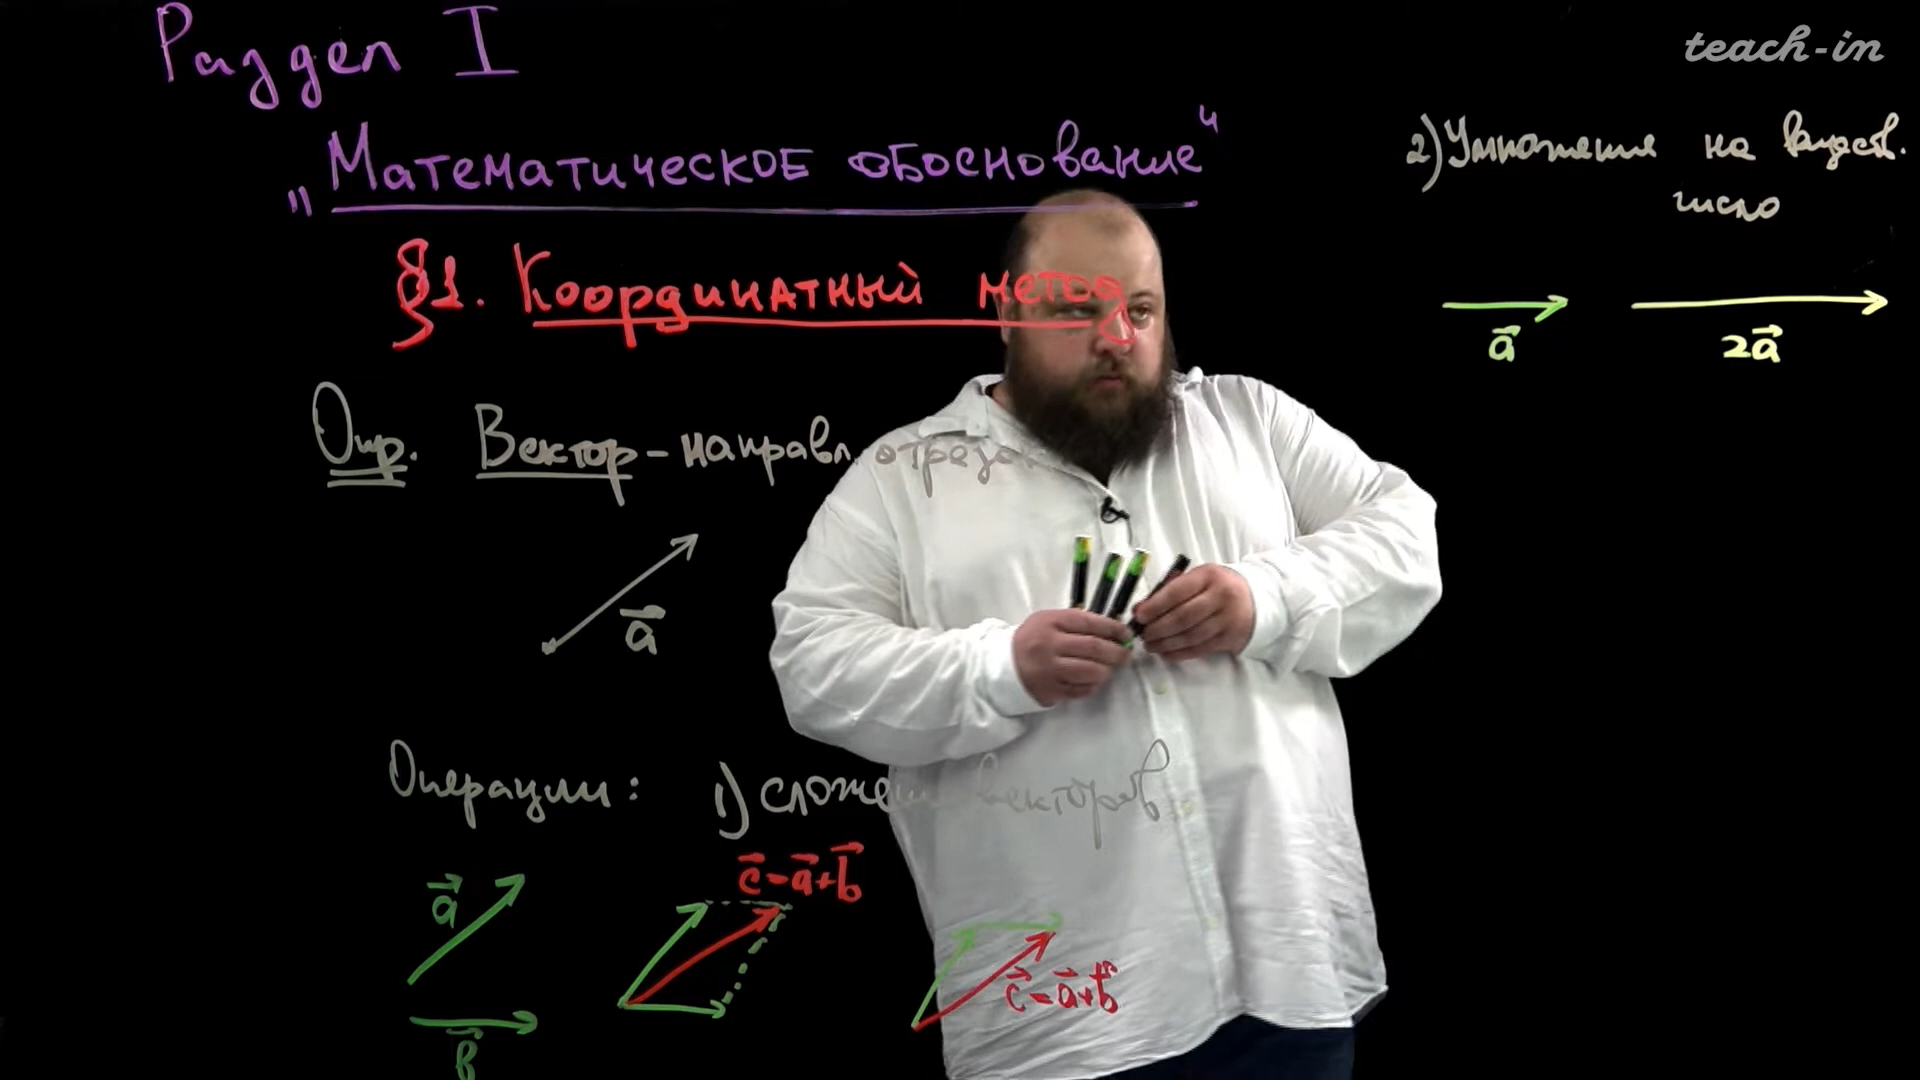 Раздел I
„Математическое обоснование“
§1. Координатный метод
Опр. Вектор - направл. отрезок
a⃗
Операции: 1) сложение векторов
a⃗
b⃗
c⃗ = a⃗ + b⃗
c⃗ = a⃗ + b⃗
teach-in
2) Умножение на веществ.
число
a⃗
2a⃗